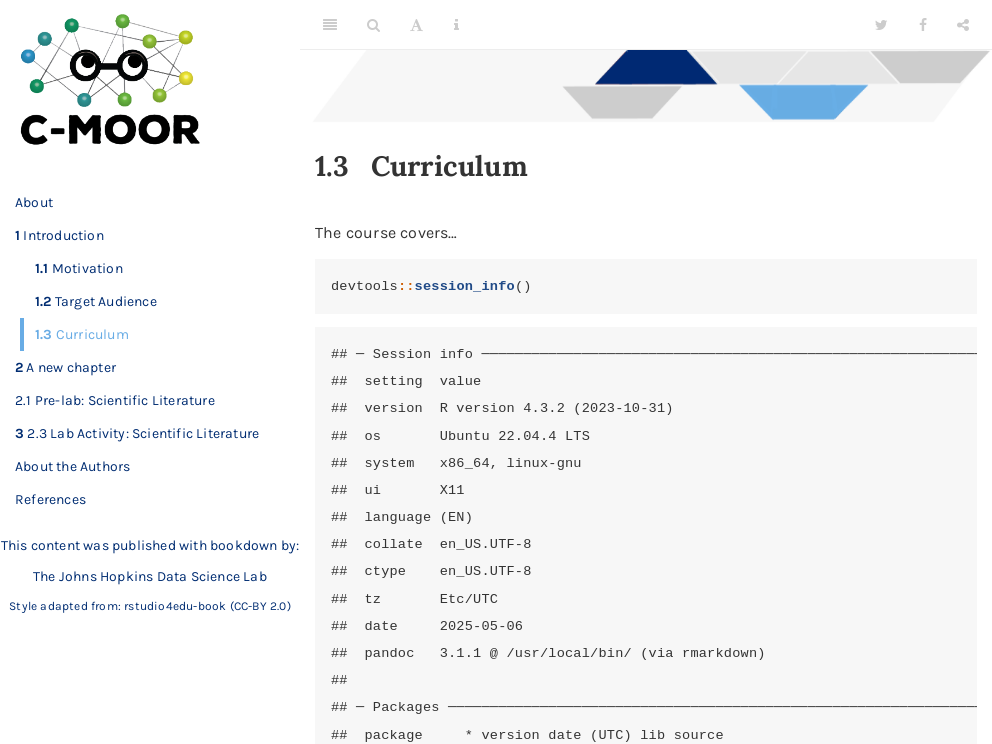 C-MOOR
About
1 Introduction
1.1 Motivation
1.2 Target Audience
1.3 Curriculum
2 A new chapter
2.1 Pre-lab: Scientific Literature
3 2.3 Lab Activity: Scientific Literature
About the Authors
References
This content was published with bookdown by:
The Johns Hopkins Data Science Lab
Style adapted from: rstudio4edu-book (CC-BY 2.0)
1.3 Curriculum
The course covers…
devtools::session_info()
## ─ Session info ───────────────────────────────────────────────────────────
##  setting  value
##  version  R version 4.3.2 (2023-10-31)
##  os       Ubuntu 22.04.4 LTS
##  system   x86_64, linux-gnu
##  ui       X11
##  language (EN)
##  collate  en_US.UTF-8
##  ctype    en_US.UTF-8
##  tz       Etc/UTC
##  date     2025-05-06
##  pandoc   3.1.1 @ /usr/local/bin/ (via rmarkdown)
##
## ─ Packages ───────────────────────────────────────────────────────────────
##  package     * version date (UTC) lib source